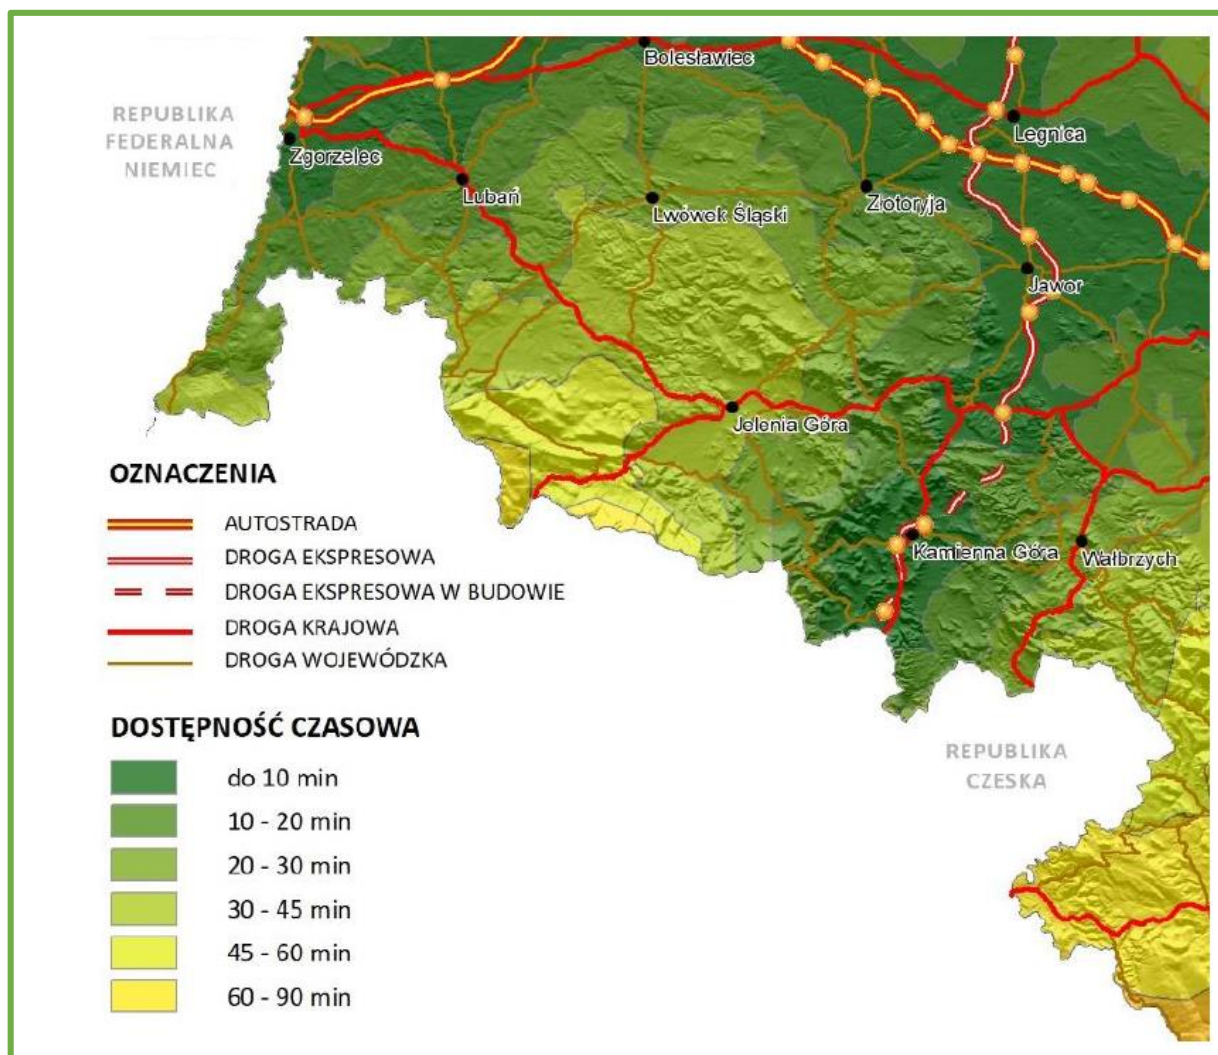 Bolesławiec
REPUBLIKA
FEDERALNA
NIEMIEC
Legnica
Zgorzelec
Lubań
Lwówek Śląski
Złotoryja
Jawor
Jelenia Góra
OZNACZENIA
AUTOSTRADA
DROGA EKSPRESOWA
DROGA EKSPRESOWA W BUDOWIE
DROGA KRAJOWA
DROGA WOJEWÓDZKA
Kamienna Góra
Wałbrzych
DOSTĘPNOŚĆ CZASOWA
do 10 min
10 - 20 min
20 - 30 min
30 - 45 min
45 - 60 min
60 - 90 min
REPUBLIKA
CZESKA